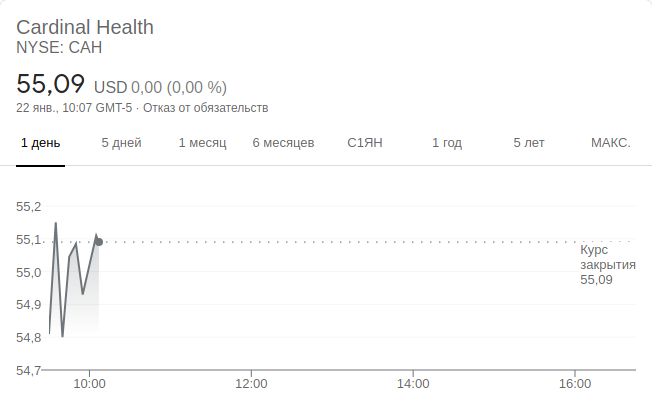 Cardinal Health
NYSE: CAH
55,09 USD 0,00 (0,00 %)
22 янв., 10:07 GMT-5 · Отказ от обязательств
1 день 5 дней 1 месяц 6 месяцев С1ЯН 1 год 5 лет МАКС.
55,2
55,1
Курс
закрытия
55,09
55,0
54,9
54,8
54,7
10:00 12:00 14:00 16:00